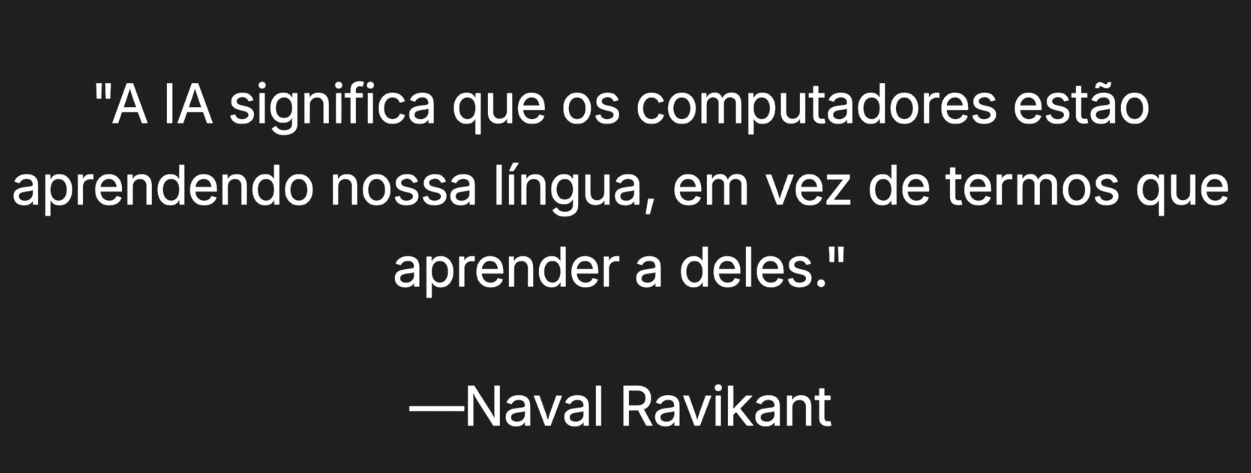 "A IA significa que os computadores estão
aprendendo nossa língua, em vez de termos que
aprender a deles."
—Naval Ravikant